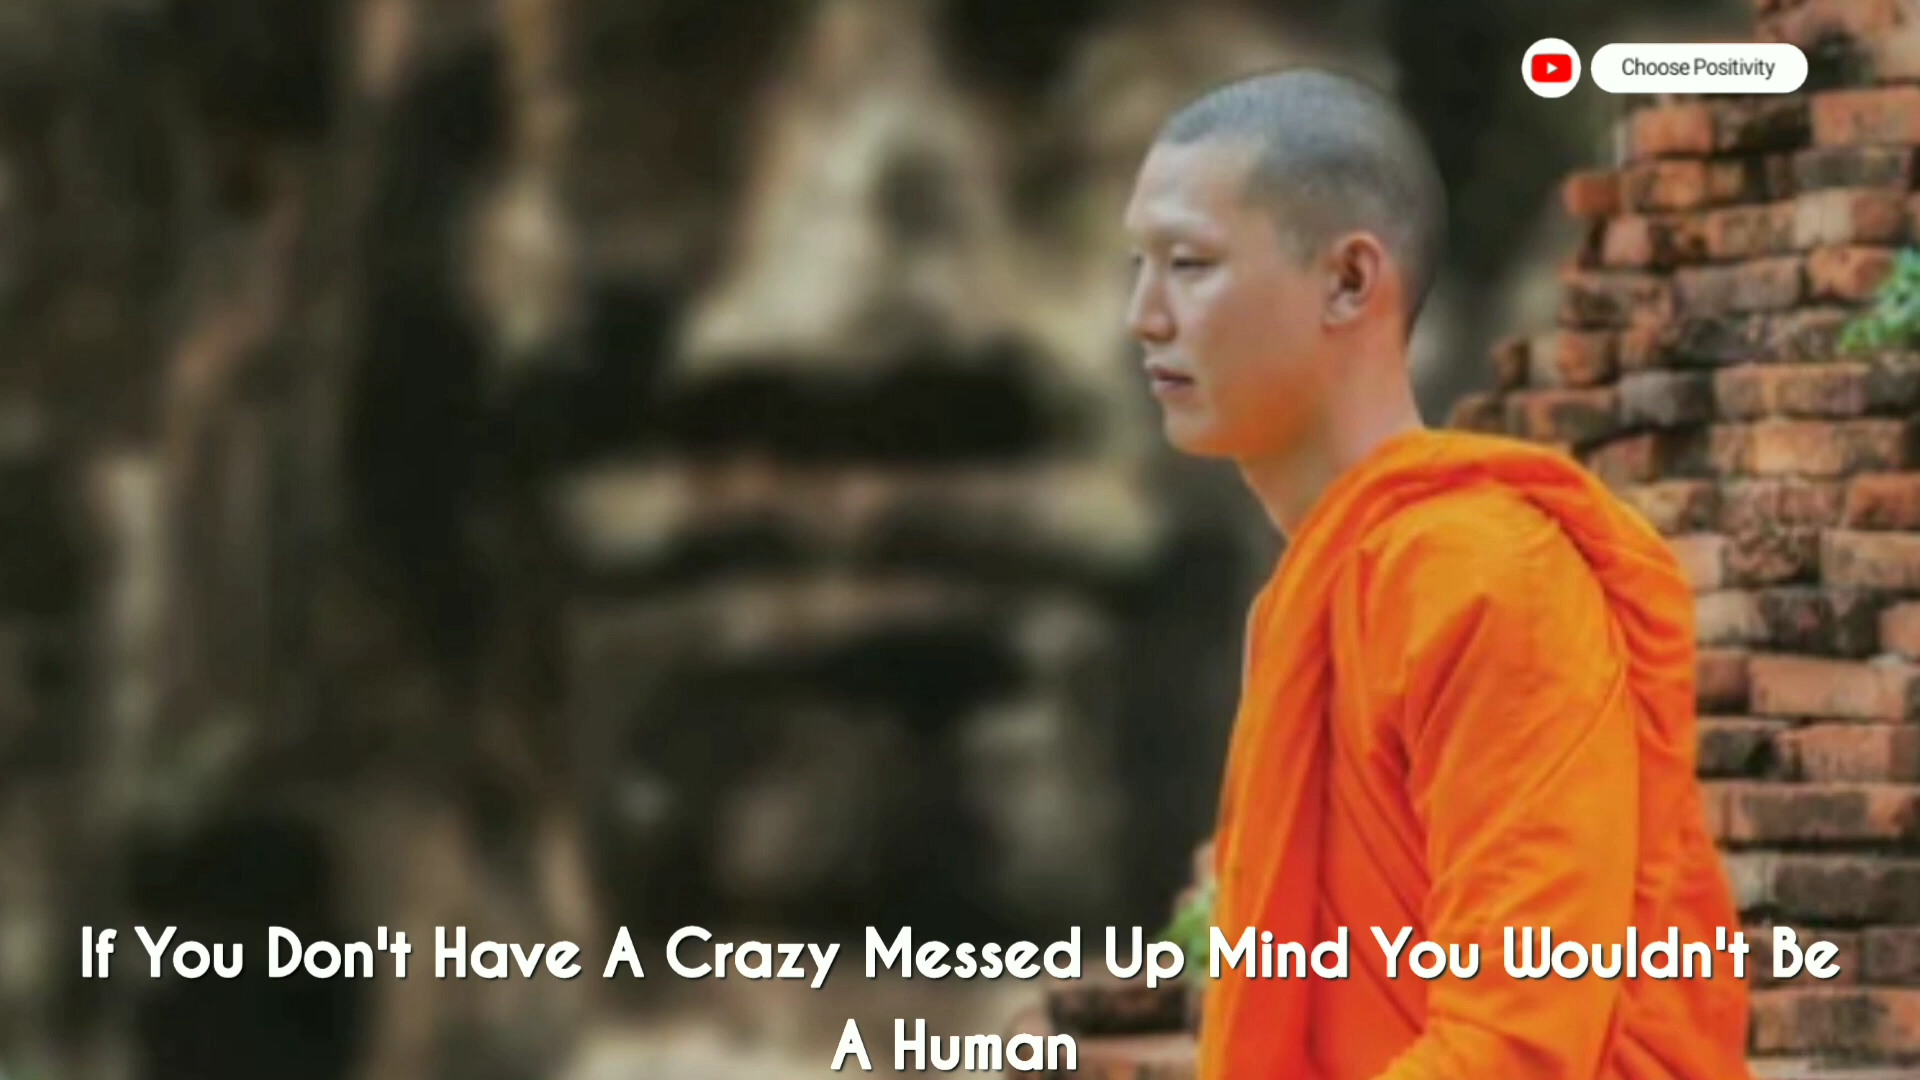 Choose Positivity
If You Don't Have A Crazy Messed Up Mind You Wouldn't Be
A Human